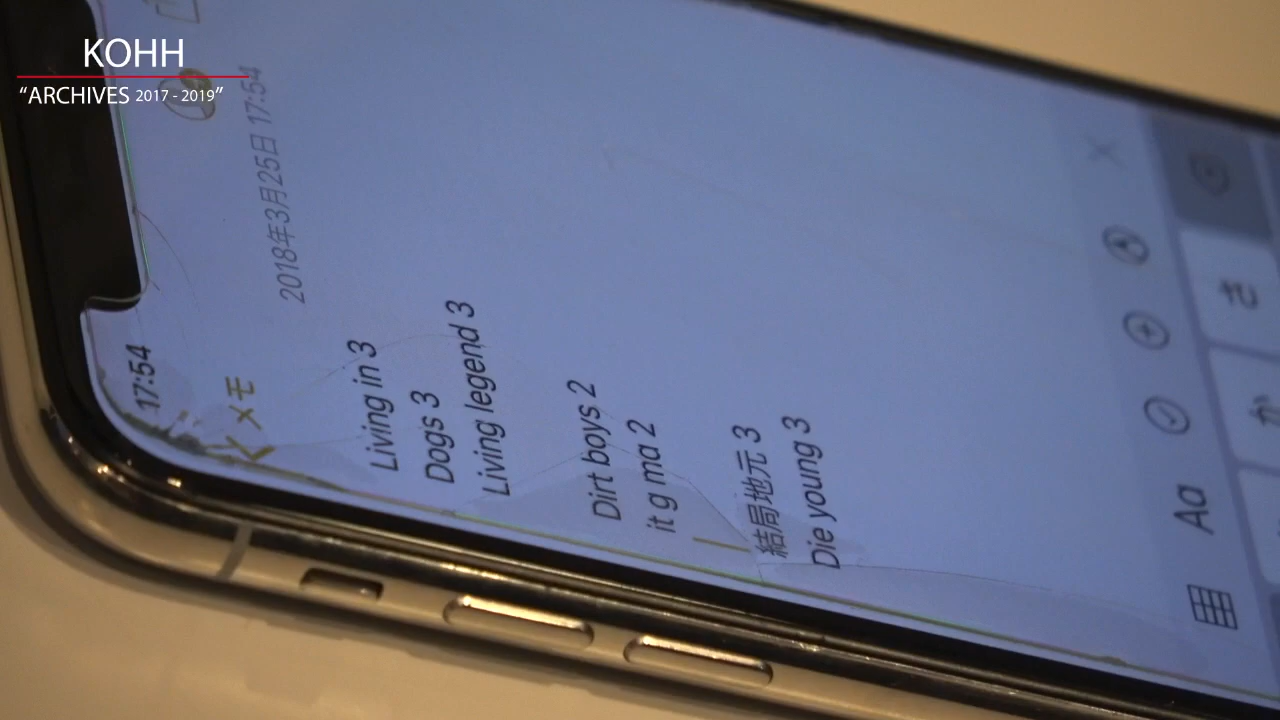 KOHH
“ARCHIVES 2017 - 2019”
17:54
メモ
2018年3月25日 17:54
Living in 3
Dogs 3
Living legend 3
Dirt boys 2
it g ma 2
結局地元 3
Die young 3
Aa
か
さ